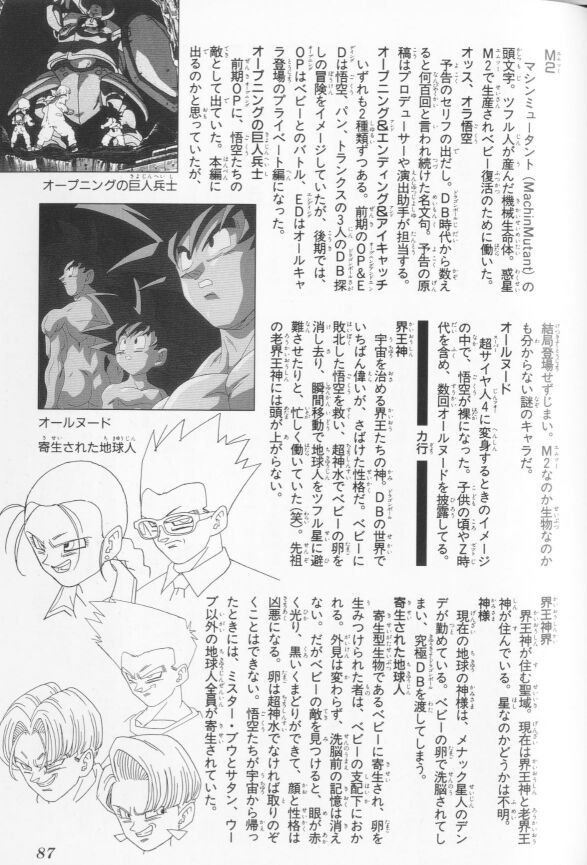 M2
マシンミュータント（MachinMutant）の
頭文字。ツフル人が産んだ機械生命体。惑星
M2で生産されベビー復活のために働いた。
オッス、オラ悟空
予告のセリフの出だし。DB時代から数え
ると何百回と言われ続けた名文句。予告の原
稿はプロデューサーや演出助手が担当する。
オープニング&エンディング&アイキャッチ
いずれも2種類ずつある。前期のOP&E
Dは悟空、パン、トランクスの3人のDB探
しの冒険をイメージしていたが、後期では、
OPはベビーとのバトル、EDはオールキャ
ラ登場のプライベート編になった。
オープニングの巨人兵士
前期OPに、悟空たちの
敵として出ていた。本編に
出るのかと思っていたが、
オープニングの巨人兵士
結局登場せずじまい。M2なのか生物なのか
も分からない謎のキャラだ。
オールヌード
超サイヤ人4に変身するときのイメージ
の中で、悟空が裸になった。子供の頃やZ時
代を含め、数回オールヌードを披露してる。
カ行
界王神
宇宙を治める界王たちの神。DBの世界で
いちばん偉いが、さばけた性格だ。ベビーに
敗北した悟空を救い、超神水でベビーの卵を
消し去り、瞬間移動で地球人をツフル星に避
難させたりと、忙しく働いていた(笑)。先祖
の老界王神には頭が上がらない。
オールヌード
寄生された地球人
界王神界
界王神が住む聖域。現在は界王神と老界王
神が住んでいる。星なのかどうかは不明。
神様
現在の地球の神様は、メナック星人のデン
デが勤めている。ベビーの卵で洗脳されてし
まい、究極DBを渡してしまう。
寄生された地球人
寄生型生物であるベビーに寄生され、卵を
生みつけられた者は、ベビーの支配下におか
れる。外見は変わらず、洗脳前の記憶は消え
ない。だがベビーの敵を見つけると、眼が赤
く光り、黒いくまどりができて、顔と性格は
凶悪になる。卵は超神水でなければ取りのぞ
くことはできない。悟空たちが宇宙から帰っ
たときには、ミスター・ブウとサタン、ウー
ブ以外の地球人全員が寄生されていた。
87